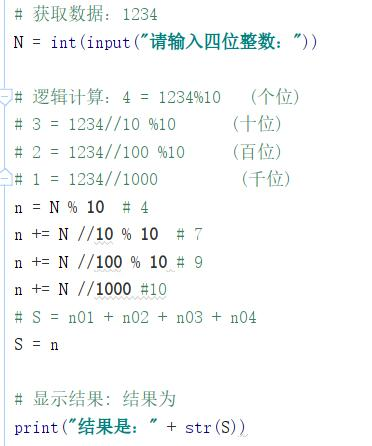 # 获取数据：1234
N = int(input("请输入四位整数："))
# 逻辑计算：4 = 1234%10 （个位）
# 3 = 1234//10 %10 （十位）
# 2 = 1234//100 %10 （百位）
# 1 = 1234//1000 （千位）
n = N % 10 # 4
n += N //10 % 10 # 7
n += N //100 % 10 # 9
n += N //1000 #10
# S = n01 + n02 + n03 + n04
S = n
# 显示结果：结果为
print("结果是：" + str(S))